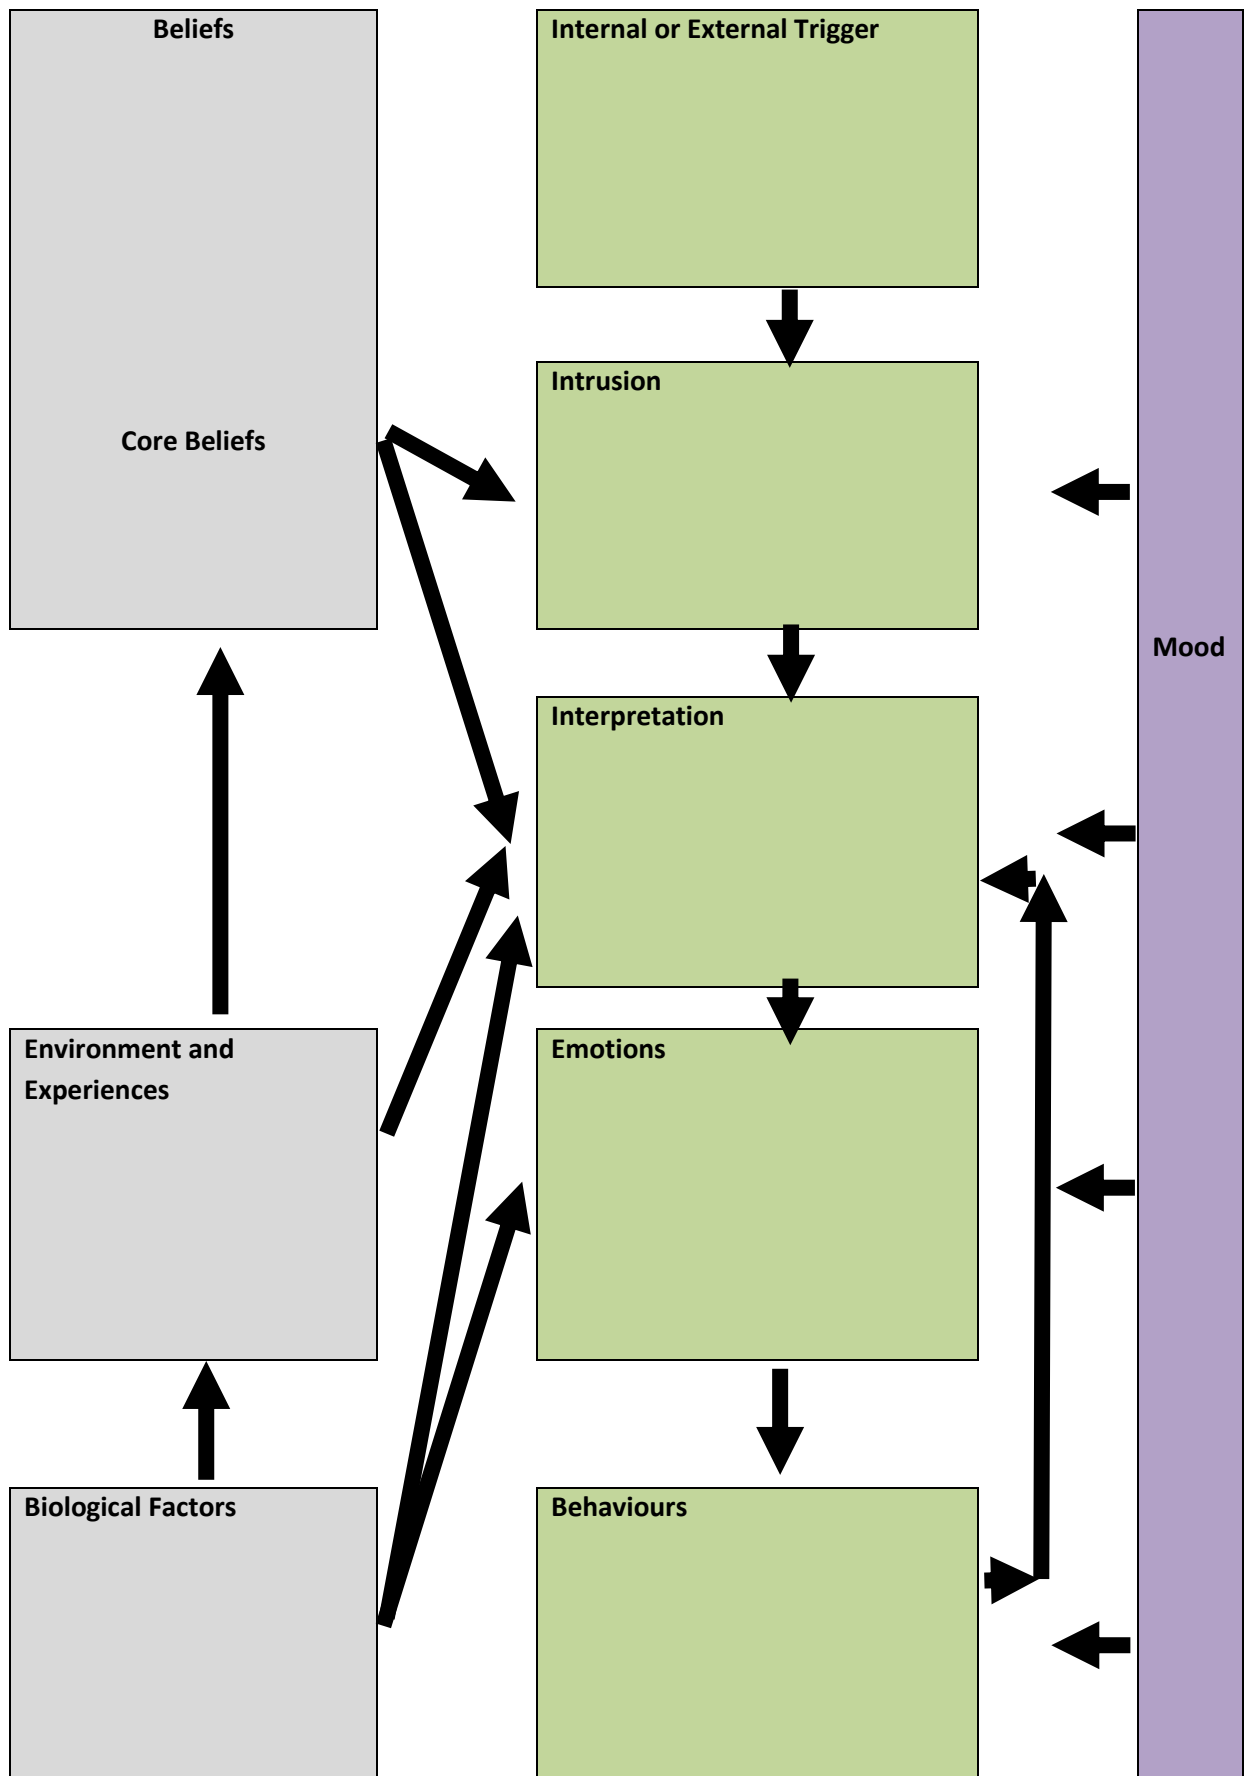 Beliefs
Core Beliefs
Environment and
Experiences
Biological Factors
Internal or External Trigger
Intrusion
Interpretation
Emotions
Behaviours
Mood